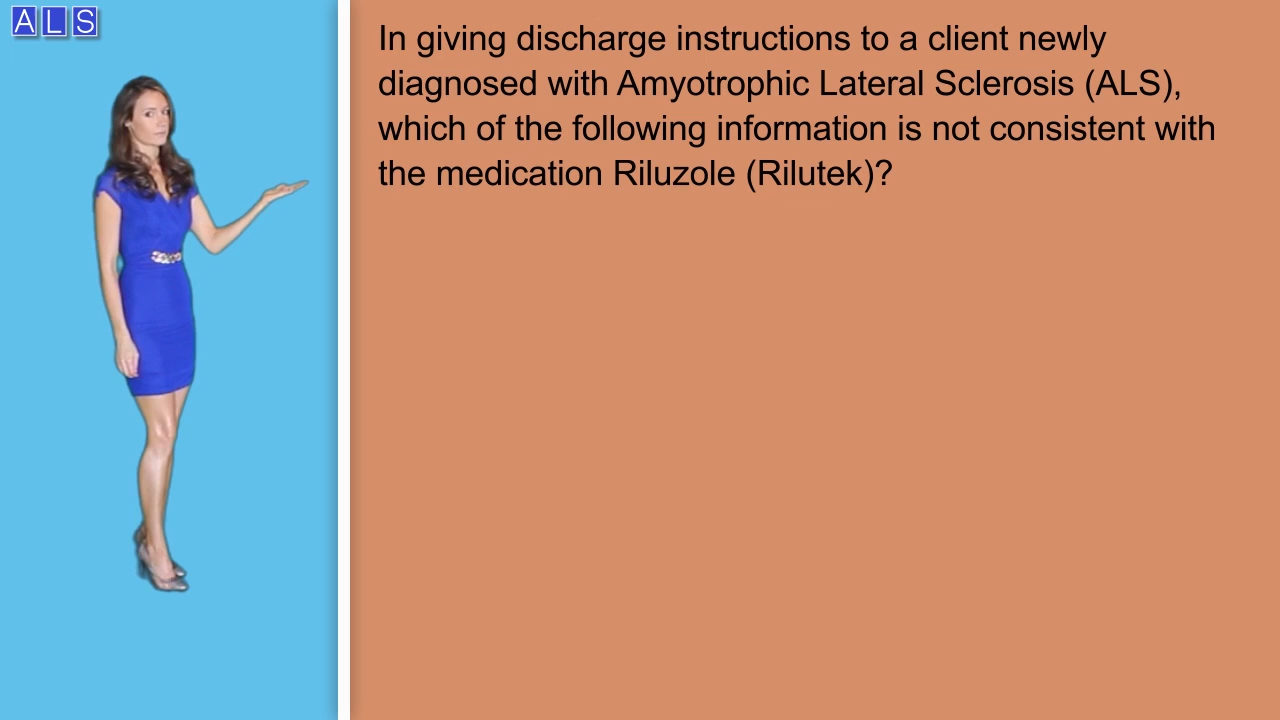 ALS
In giving discharge instructions to a client newly
diagnosed with Amyotrophic Lateral Sclerosis (ALS),
which of the following information is not consistent with
the medication Riluzole (Rilutek)?